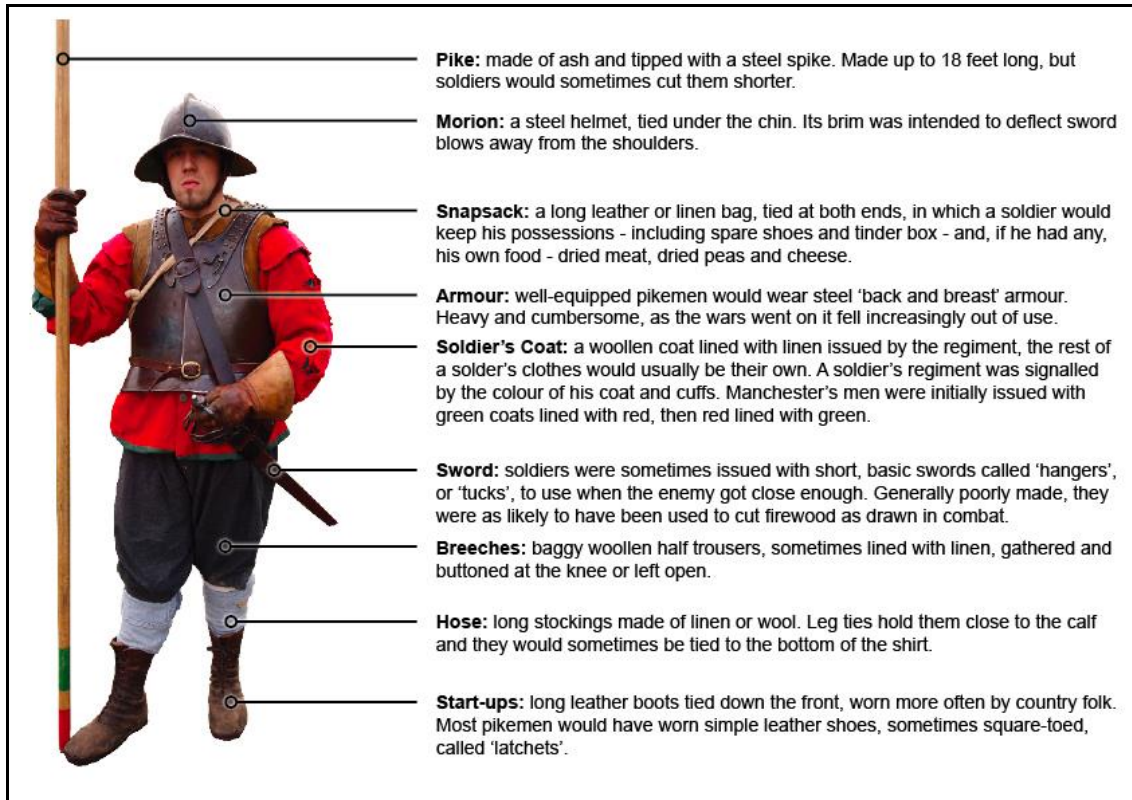 Pike: made of ash and tipped with a steel spike. Made up to 18 feet long, but
soldiers would sometimes cut them shorter.
Morion: a steel helmet, tied under the chin. Its brim was intended to deflect sword
blows away from the shoulders.
Snapsack: a long leather or linen bag, tied at both ends, in which a soldier would
keep his possessions - including spare shoes and tinder box - and, if he had any,
his own food - dried meat, dried peas and cheese.
Armour: well-equipped pikemen would wear steel ‘back and breast’ armour.
Heavy and cumbersome, as the wars went on it fell increasingly out of use.
Soldier’s Coat: a woollen coat lined with linen issued by the regiment, the rest of
a solder’s clothes would usually be their own. A soldier’s regiment was signalled
by the colour of his coat and cuffs. Manchester’s men were initially issued with
green coats lined with red, then red lined with green.
Sword: soldiers were sometimes issued with short, basic swords called ‘hangers’,
or ‘tucks’, to use when the enemy got close enough. Generally poorly made, they
were as likely to have been used to cut firewood as drawn in combat.
Breeches: baggy woollen half trousers, sometimes lined with linen, gathered and
buttoned at the knee or left open.
Hose: long stockings made of linen or wool. Leg ties hold them close to the calf
and they would sometimes be tied to the bottom of the shirt.
Start-ups: long leather boots tied down the front, worn more often by country folk.
Most pikemen would have worn simple leather shoes, sometimes square-toed,
called ‘latchets’.